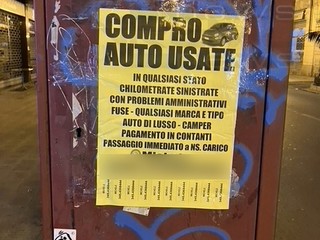 COMPRO
AUTO USATE
IN QUALSIASI STATO
CHILOMETRATE SINISTRATE
CON PROBLEMI AMMINISTRATIVI
FUSE - QUALSIASI MARCA E TIPO
AUTO DI LUSSO - CAMPER
PAGAMENTO IN CONTANTI
PASSAGGIO IMMEDIATO A NS. CARICO